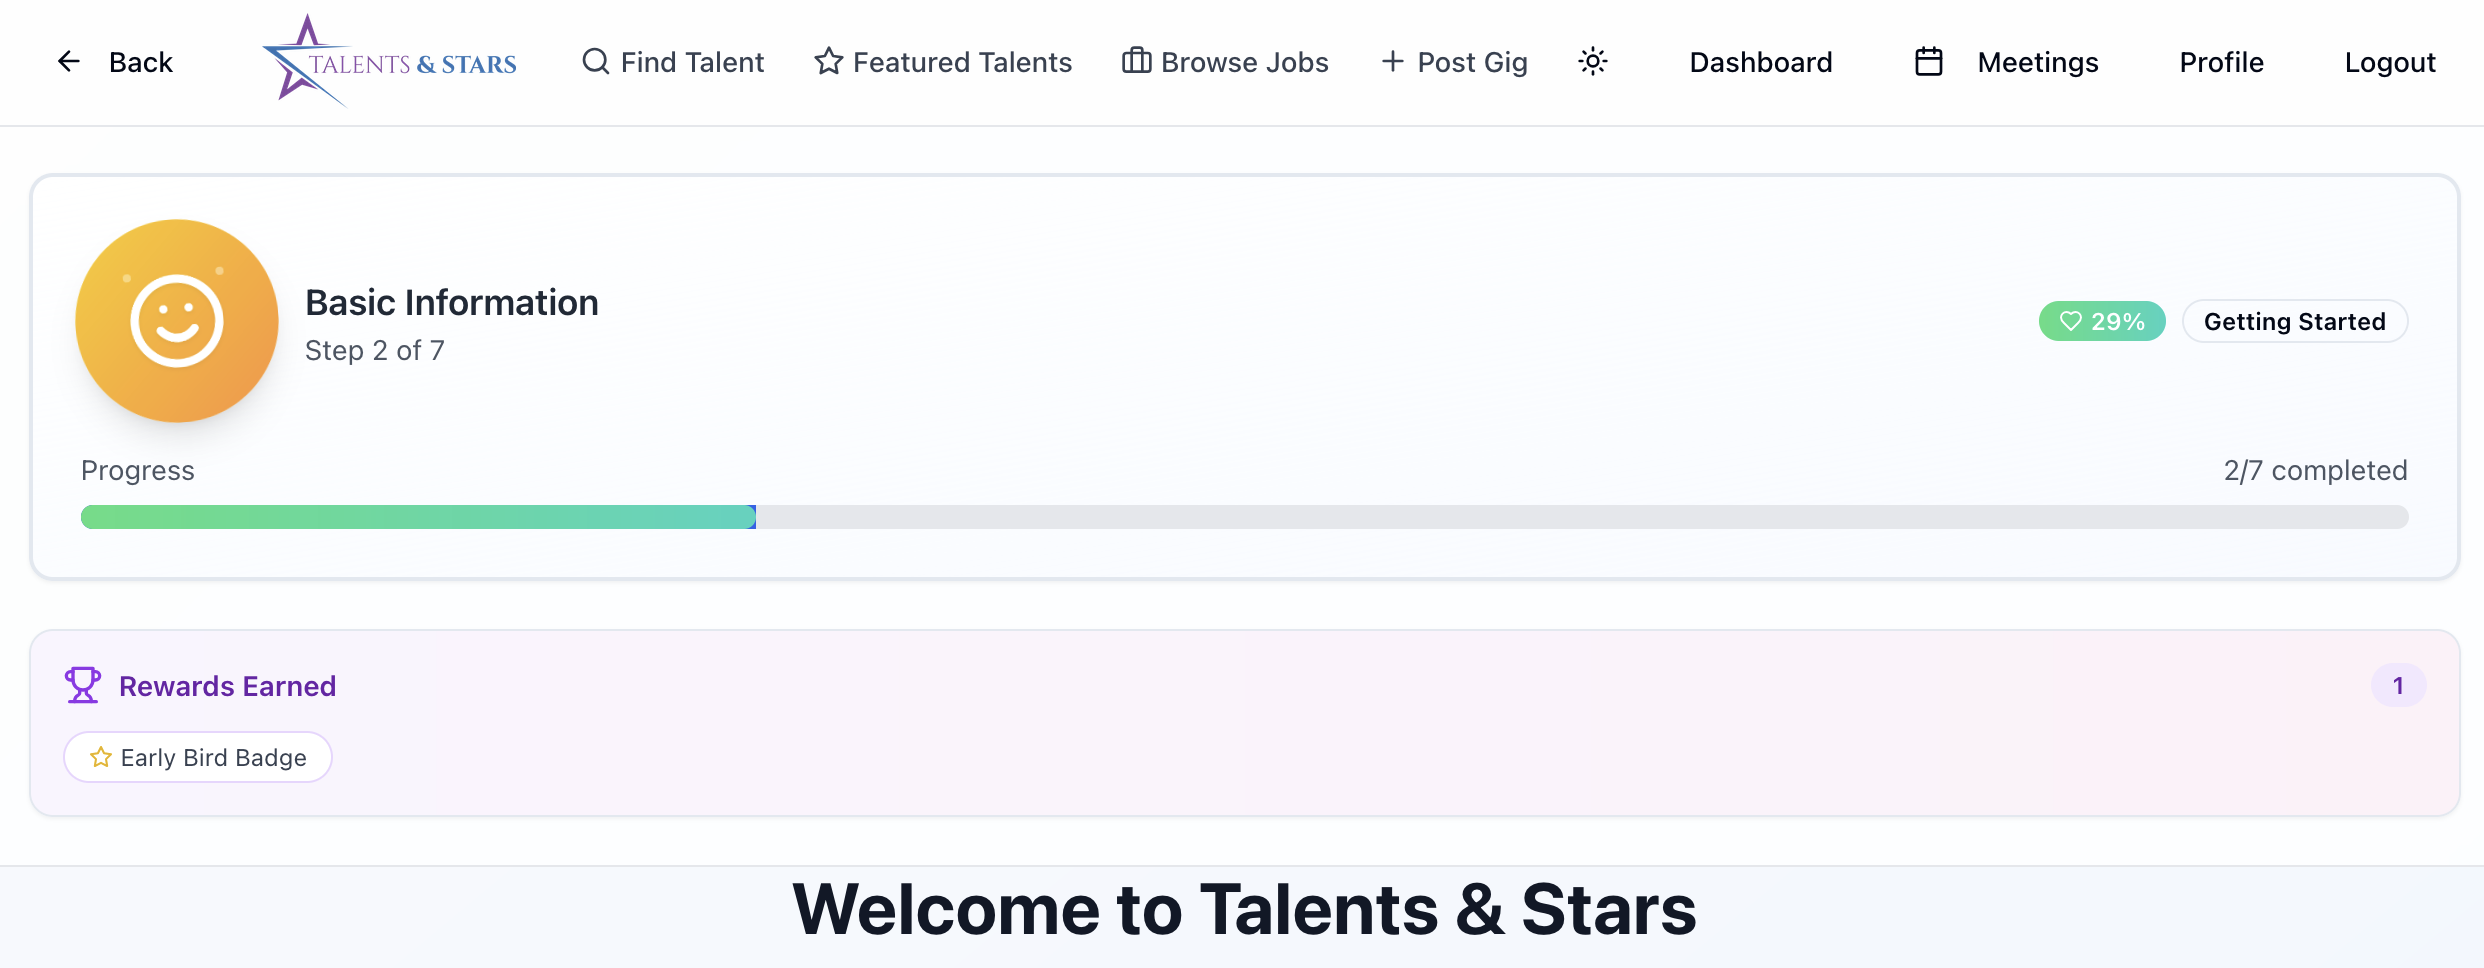 Back
TALENTS & STARS
Find Talent
Featured Talents
Browse Jobs
Post Gig
Dashboard
Meetings
Profile
Logout
Basic Information
Step 2 of 7
29%
Getting Started
Progress
2/7 completed
Rewards Earned
1
Early Bird Badge
Welcome to Talents & Stars